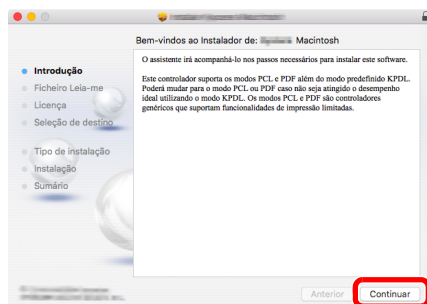 Bem-vindos ao Instalador de: Macintosh
Introdução
Ficheiro Leia-me
Licença
Seleção de destino
Tipo de instalação
Instalação
Sumário
O assistente irá acompanhá-lo nos passos necessários para instalar este software.
Este controlador suporta os modos PCL e PDF além do modo predefinido KPDL.
Poderá mudar para o modo PCL ou PDF caso não seja atingido o desempenho
ideal utilizando o modo KPDL. Os modos PCL e PDF são controladores
genéricos que suportam funcionalidades de impressão limitadas.
Anterior
Continuar